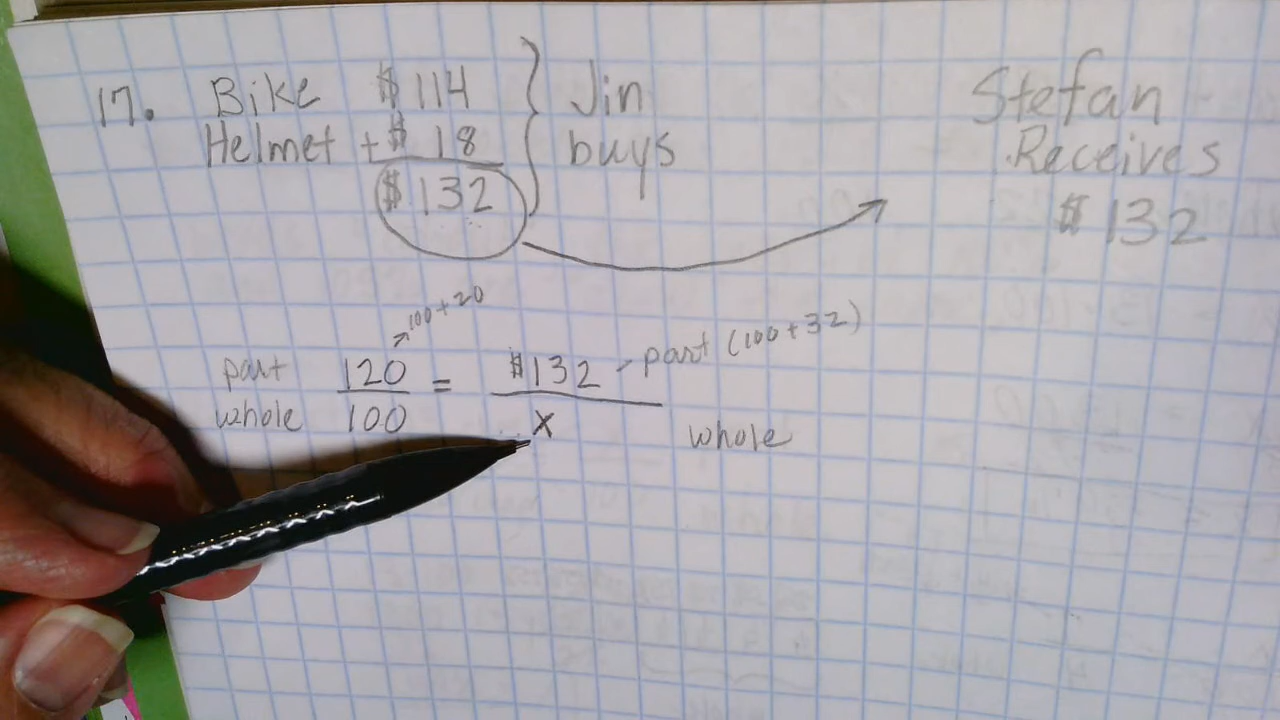 17. Bike $ 114
Helmet + $ 18
$ 132
Jin
buys
Stefan
Receives
$ 132
100 + 20
part 120 = $132 - part (100 + 32)
whole 100 x whole